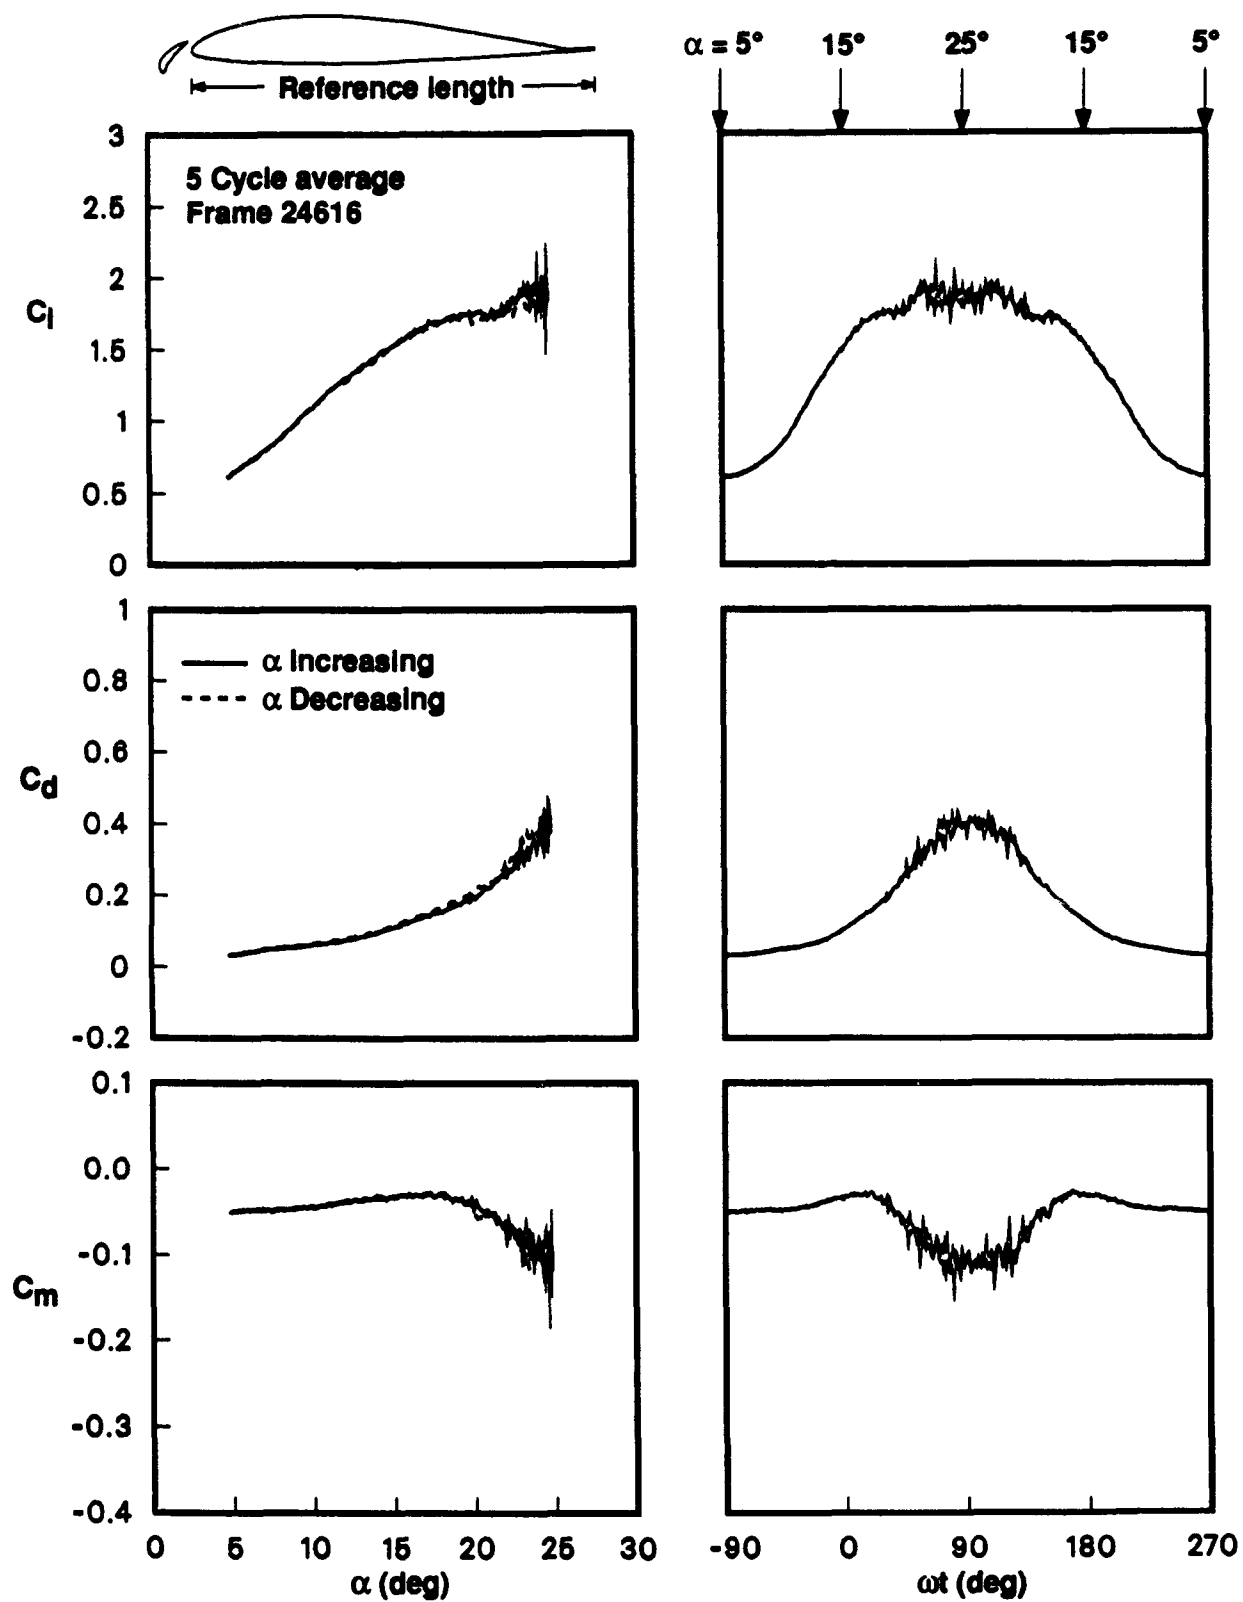 Reference length
α = 5° 15° 25° 15° 5°
5 Cycle average
Frame 24616
3
2.5
2
1.5
1
0.5
0
Cl
α Increasing
α Decreasing
1
0.8
0.6
0.4
0.2
0
-0.2
Cd
0.1
0.0
-0.1
-0.2
-0.3
-0.4
Cm
0 5 10 15 20 25 30
α (deg)
-90 0 90 180 270
ωt (deg)